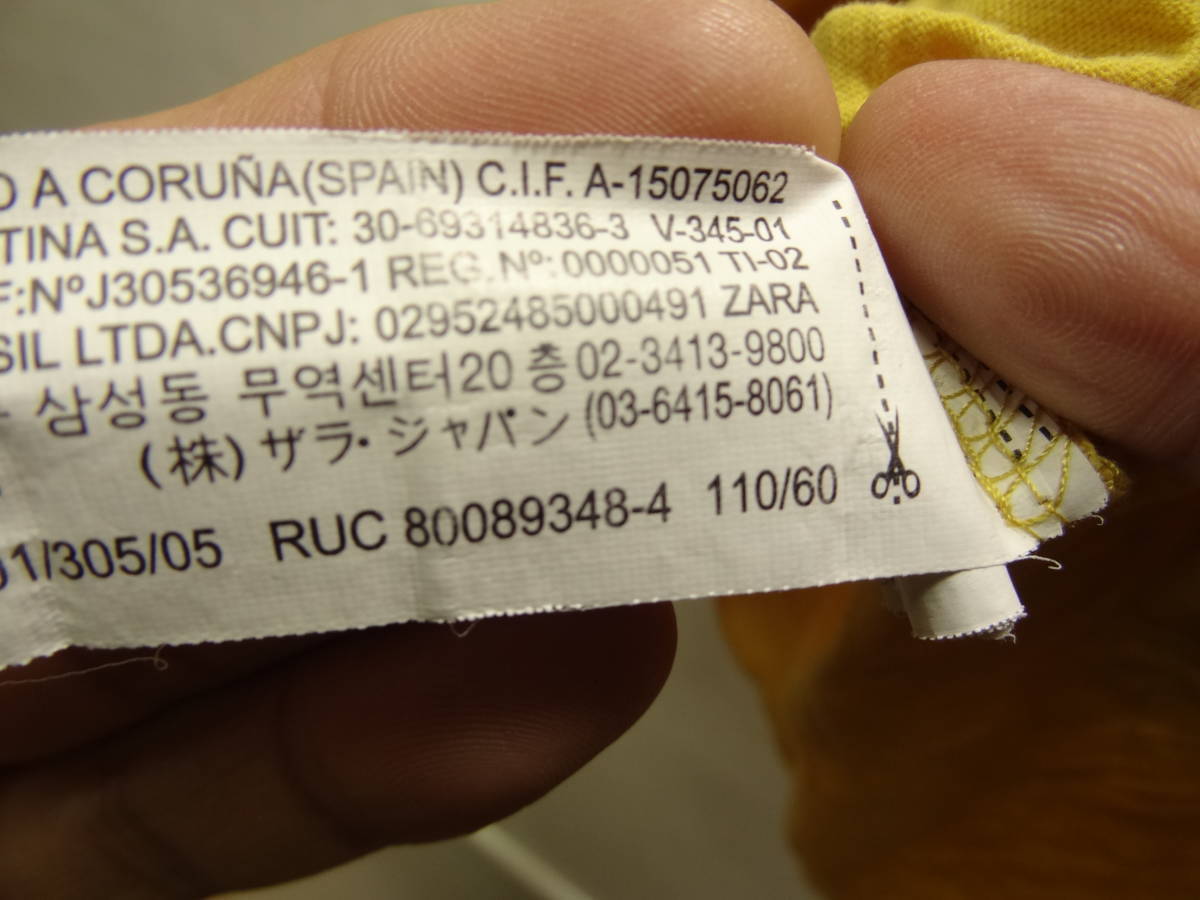 A CORUÑA(SPAIN) C.I.F. A-15075062
TINA S.A. CUIT: 30-69314836-3 V-345-01
F:NºJ30536946-1 REG.Nº:0000051 TI-02
SIL LTDA.CNPJ: 02952485000491 ZARA
삼성동 무역센터20 층02-3413-9800
(株) ザラ・ジャパン (03-6415-8061)
01/305/05 RUC 80089348-4 110/60